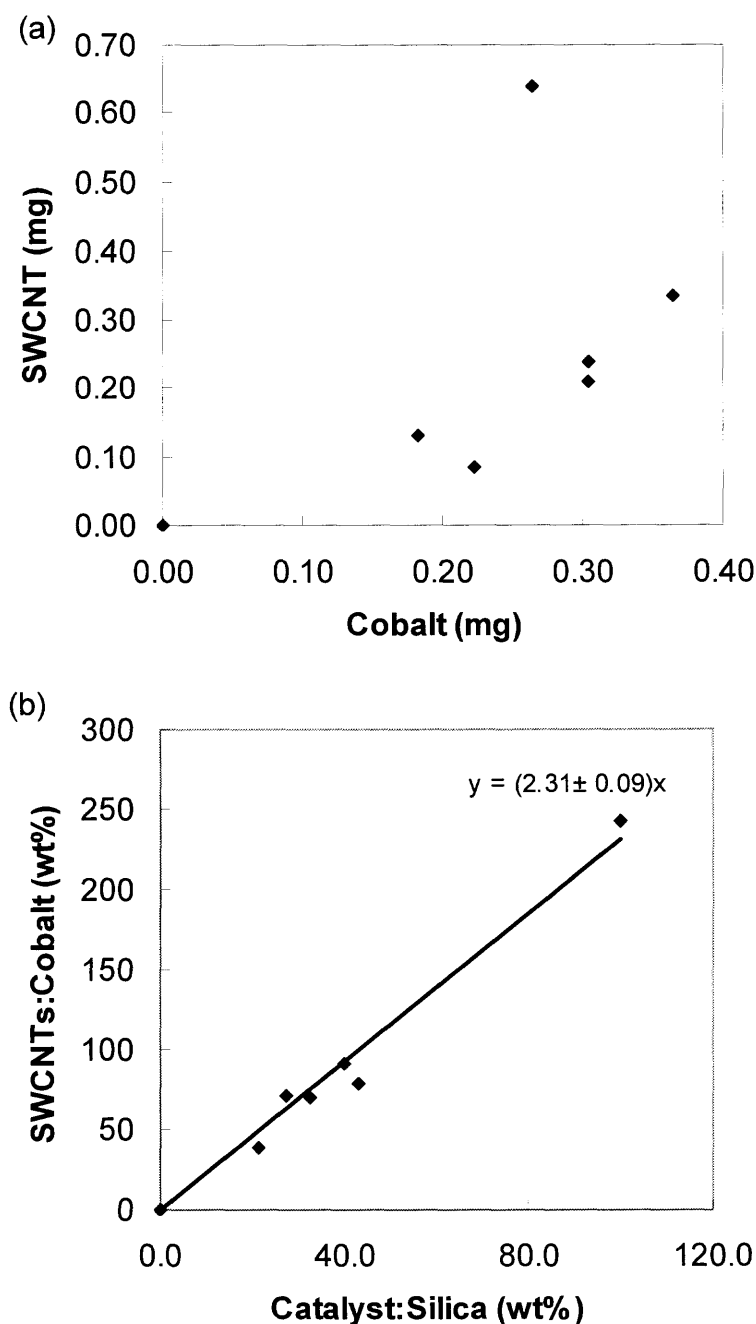 (a)
0.70
0.60
0.50
0.40
0.30
0.20
0.10
0.00
SWCNT (mg)
0.00 0.10 0.20 0.30 0.40
Cobalt (mg)
(b)
300
250
200
150
100
50
0
SWCNTs:Cobalt (wt%)
y = (2.31± 0.09)x
0.0 40.0 80.0 120.0
Catalyst:Silica (wt%)